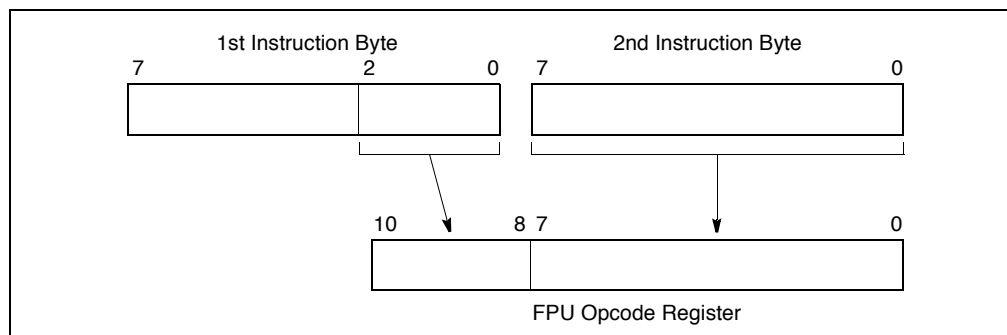 1st Instruction Byte 2nd Instruction Byte
7 2 0 7 0
10 8 7 0
FPU Opcode Register